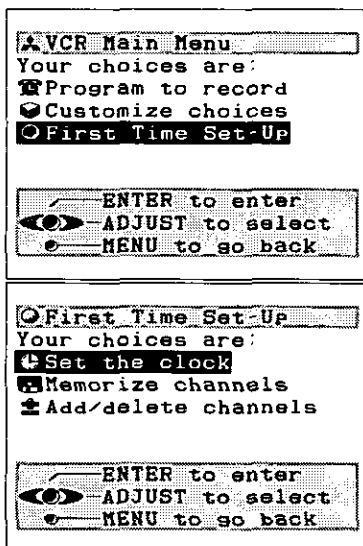 VCR Main Menu
Your choices are:
Program to record
Customize choices
First Time Set-Up
ENTER to enter
ADJUST to select
MENU to go back
First Time Set-Up
Your choices are:
Set the clock
Memorize channels
Add/delete channels
ENTER to enter
ADJUST to select
MENU to go back